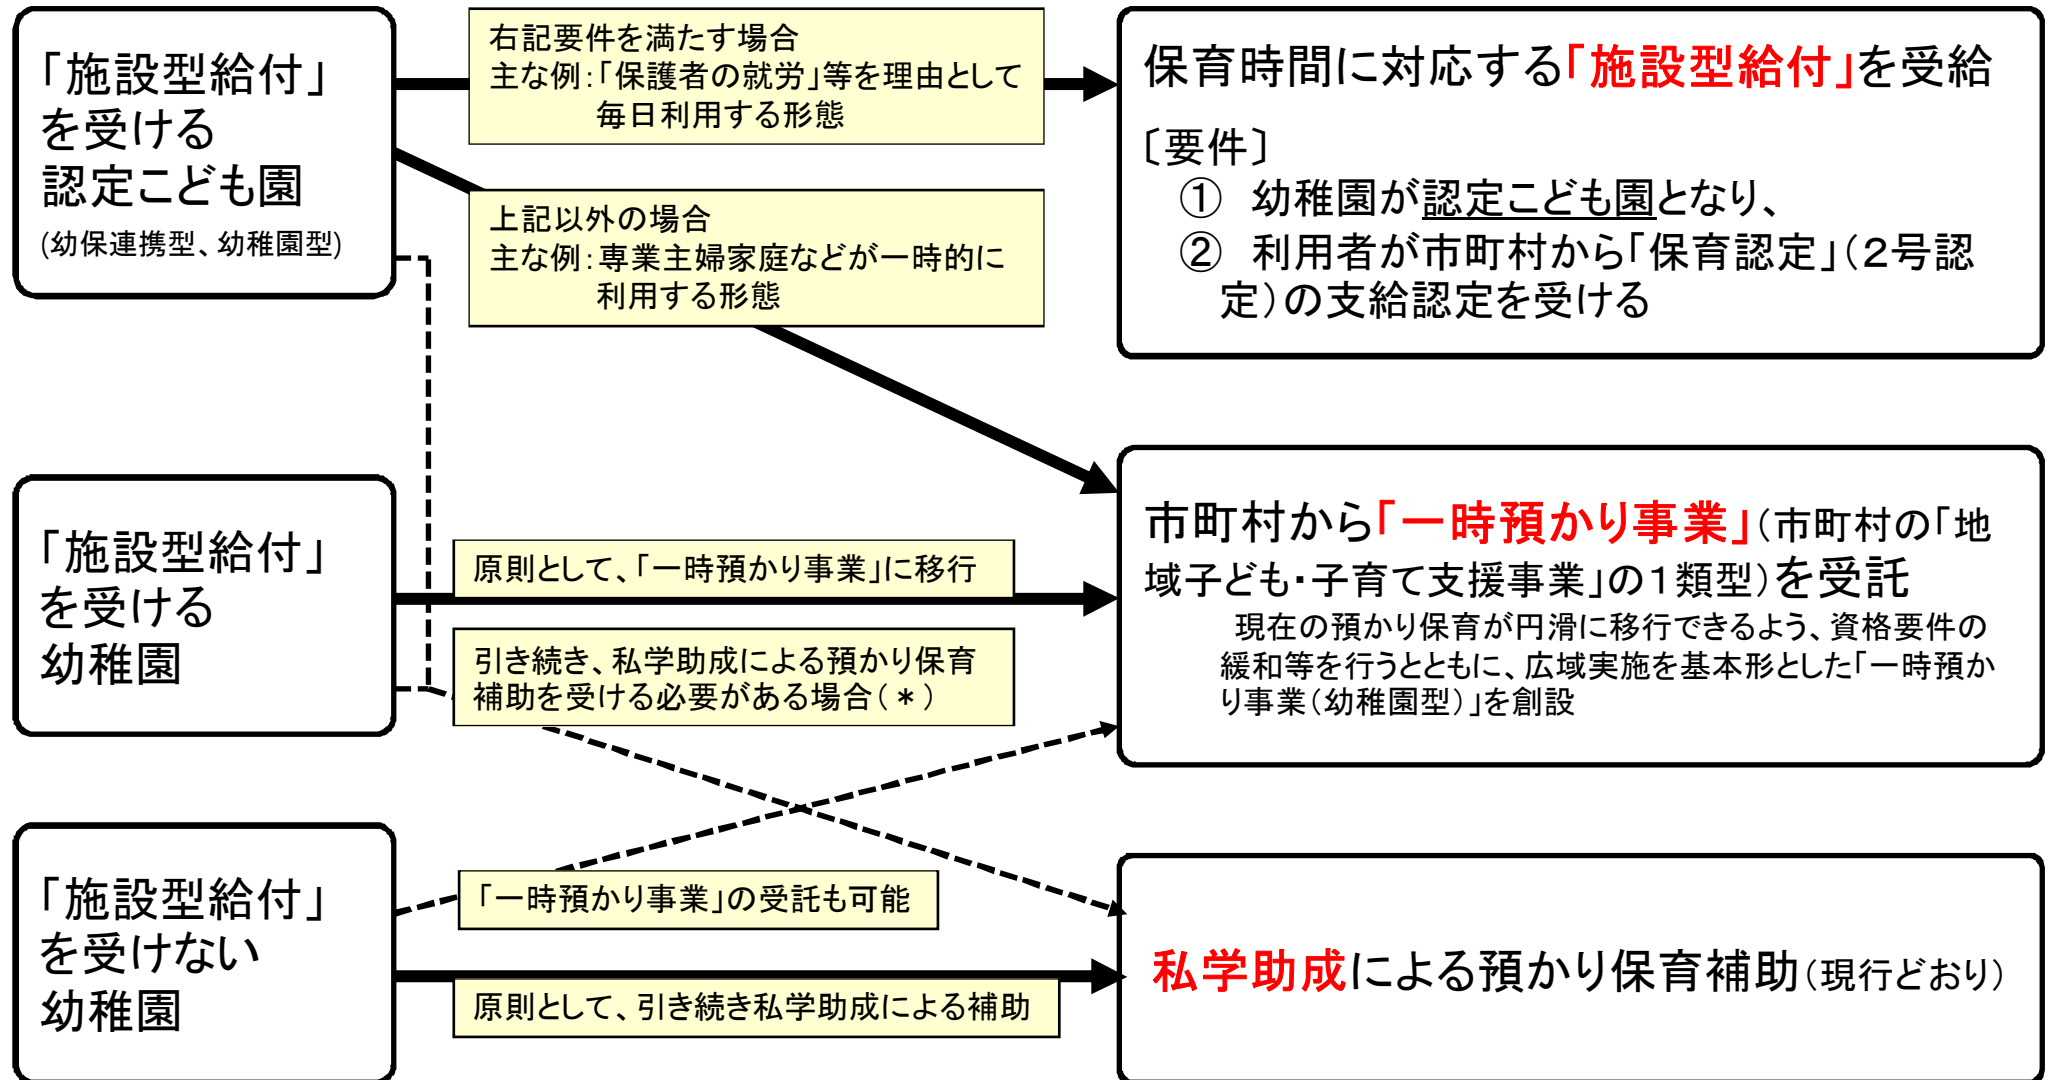 「施設型給付」
を受ける
認定こども園
(幼保連携型、幼稚園型)
右記要件を満たす場合
主な例：「保護者の就労」等を理由として
毎日利用する形態
上記以外の場合
主な例：専業主婦家庭などが一時的に
利用する形態
保育時間に対応する「施設型給付」を受給
〔要件〕
① 幼稚園が認定こども園となり、
② 利用者が市町村から「保育認定」（２号認
定）の支給認定を受ける
「施設型給付」
を受ける
幼稚園
原則として、「一時預かり事業」に移行
引き続き、私学助成による預かり保育
補助を受ける必要がある場合（＊）
市町村から「一時預かり事業」（市町村の「地
域子ども・子育て支援事業」の１類型）を受託
現在の預かり保育が円滑に移行できるよう、資格要件の
緩和等を行うとともに、広域実施を基本形とした「一時預か
り事業（幼稚園型）」を創設
「施設型給付」
を受けない
幼稚園
「一時預かり事業」の受託も可能
原則として、引き続き私学助成による補助
私学助成による預かり保育補助（現行どおり）